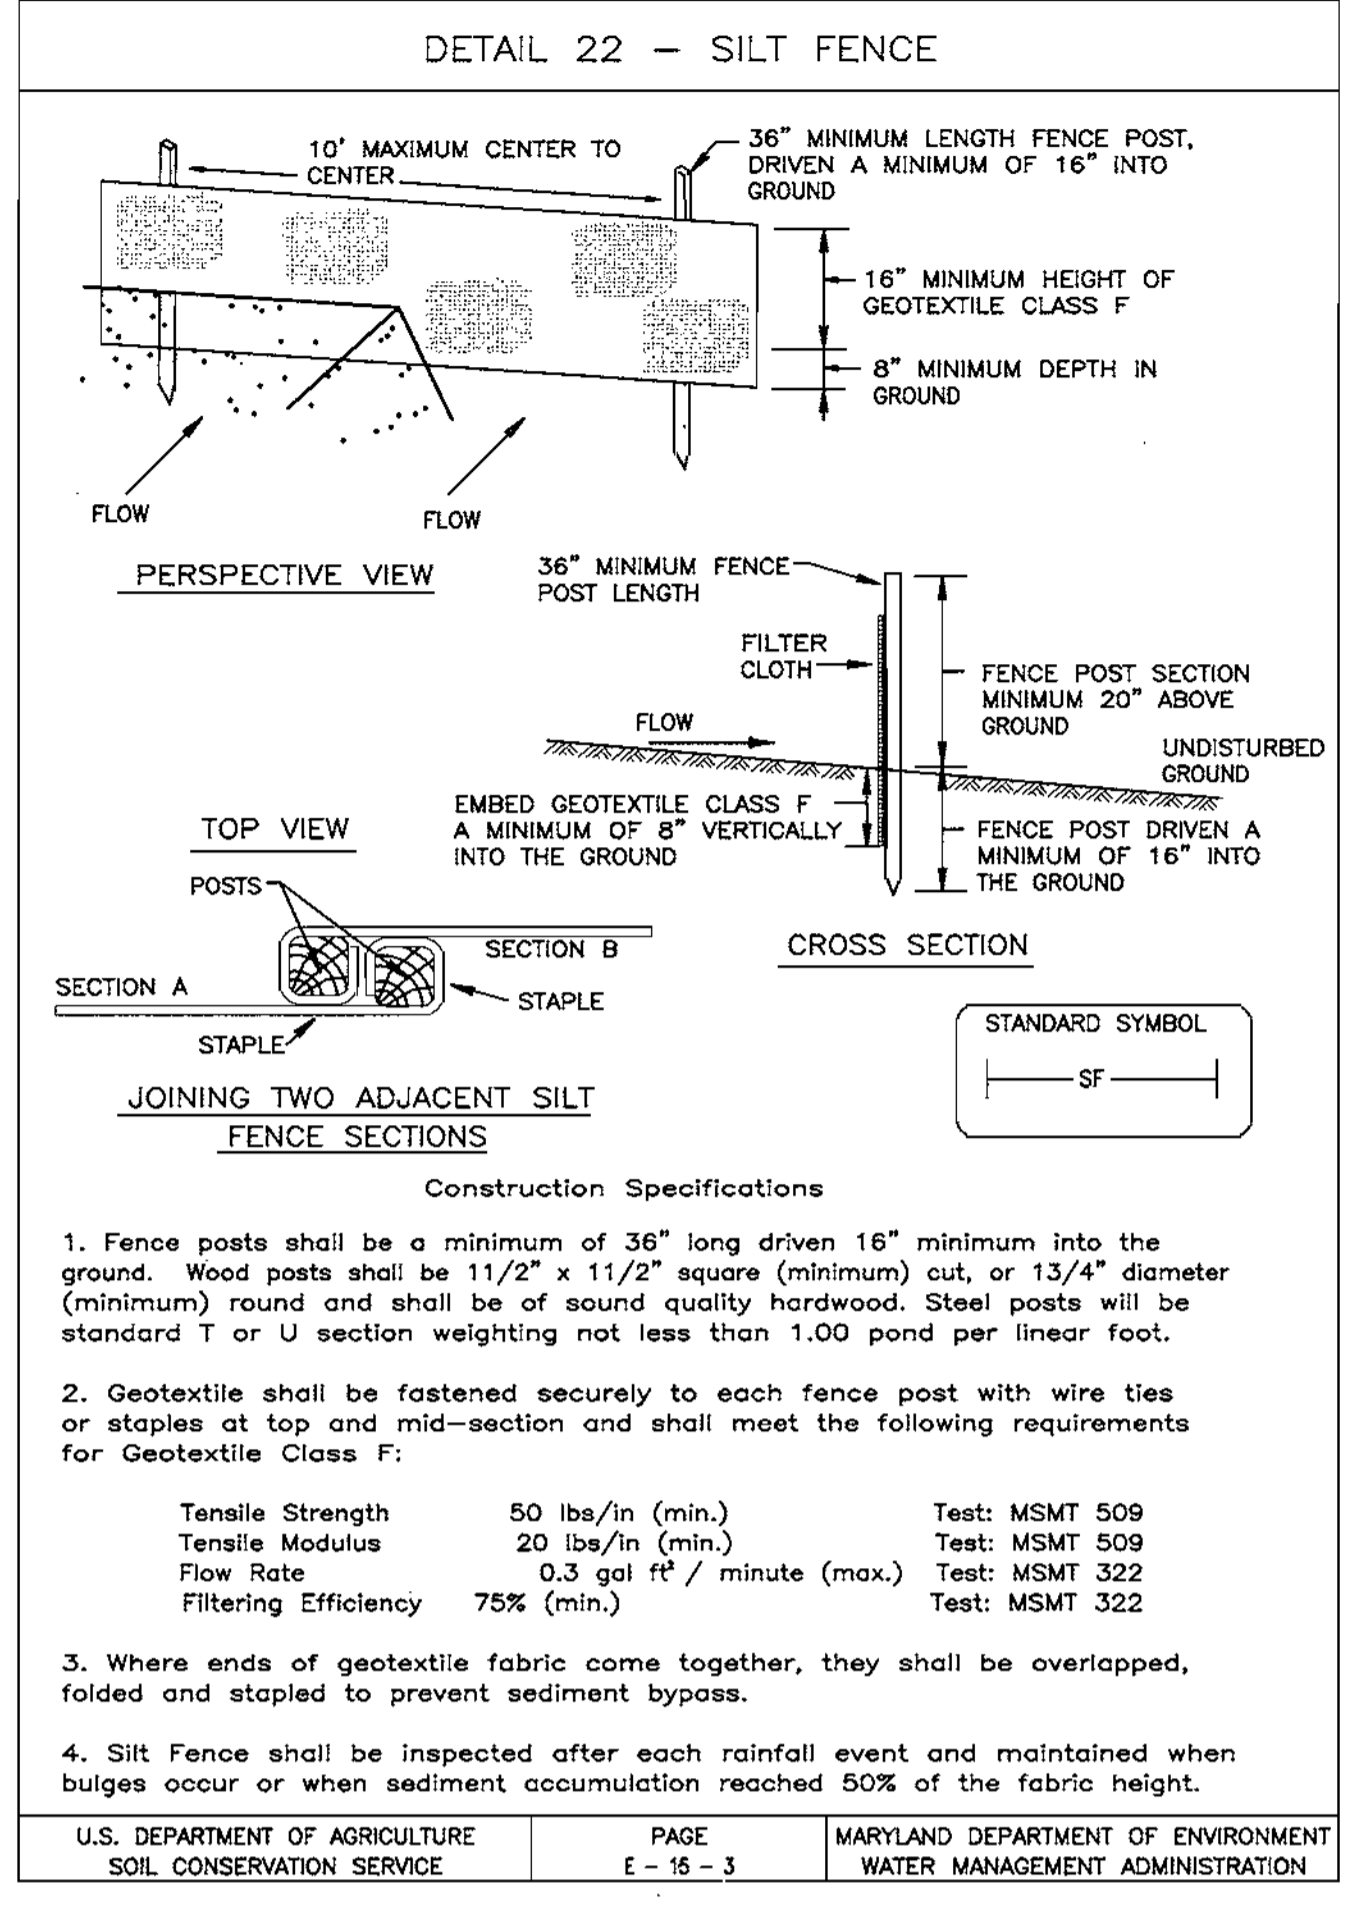 DETAIL 22 – SILT FENCE
10' MAXIMUM CENTER TO
CENTER
36" MINIMUM LENGTH FENCE POST,
DRIVEN A MINIMUM OF 16" INTO
GROUND
16" MINIMUM HEIGHT OF
GEOTEXTILE CLASS F
8" MINIMUM DEPTH IN
GROUND
FLOW
FLOW
PERSPECTIVE VIEW
36" MINIMUM FENCE
POST LENGTH
FILTER
CLOTH
FLOW
FENCE POST SECTION
MINIMUM 20" ABOVE
GROUND
UNDISTURBED
GROUND
EMBED GEOTEXTILE CLASS F
A MINIMUM OF 8" VERTICALLY
INTO THE GROUND
FENCE POST DRIVEN A
MINIMUM OF 16" INTO
THE GROUND
CROSS SECTION
TOP VIEW
POSTS
SECTION B
SECTION A
STAPLE
STAPLE
JOINING TWO ADJACENT SILT
FENCE SECTIONS
STANDARD SYMBOL
SF
Construction Specifications
1. Fence posts shall be a minimum of 36" long driven 16" minimum into the
ground. Wood posts shall be 11/2" x 11/2" square (minimum) cut, or 13/4" diameter
(minimum) round and shall be of sound quality hardwood. Steel posts will be
standard T or U section weighting not less than 1.00 pond per linear foot.
2. Geotextile shall be fastened securely to each fence post with wire ties
or staples at top and mid–section and shall meet the following requirements
for Geotextile Class F:
Tensile Strength 50 lbs/in (min.) Test: MSMT 509
Tensile Modulus 20 lbs/in (min.) Test: MSMT 509
Flow Rate 0.3 gal ft² / minute (max.) Test: MSMT 322
Filtering Efficiency 75% (min.) Test: MSMT 322
3. Where ends of geotextile fabric come together, they shall be overlapped,
folded and stapled to prevent sediment bypass.
4. Silt Fence shall be inspected after each rainfall event and maintained when
bulges occur or when sediment accumulation reached 50% of the fabric height.
U.S. DEPARTMENT OF AGRICULTURE
SOIL CONSERVATION SERVICE
PAGE
E – 15 – 3
MARYLAND DEPARTMENT OF ENVIRONMENT
WATER MANAGEMENT ADMINISTRATION